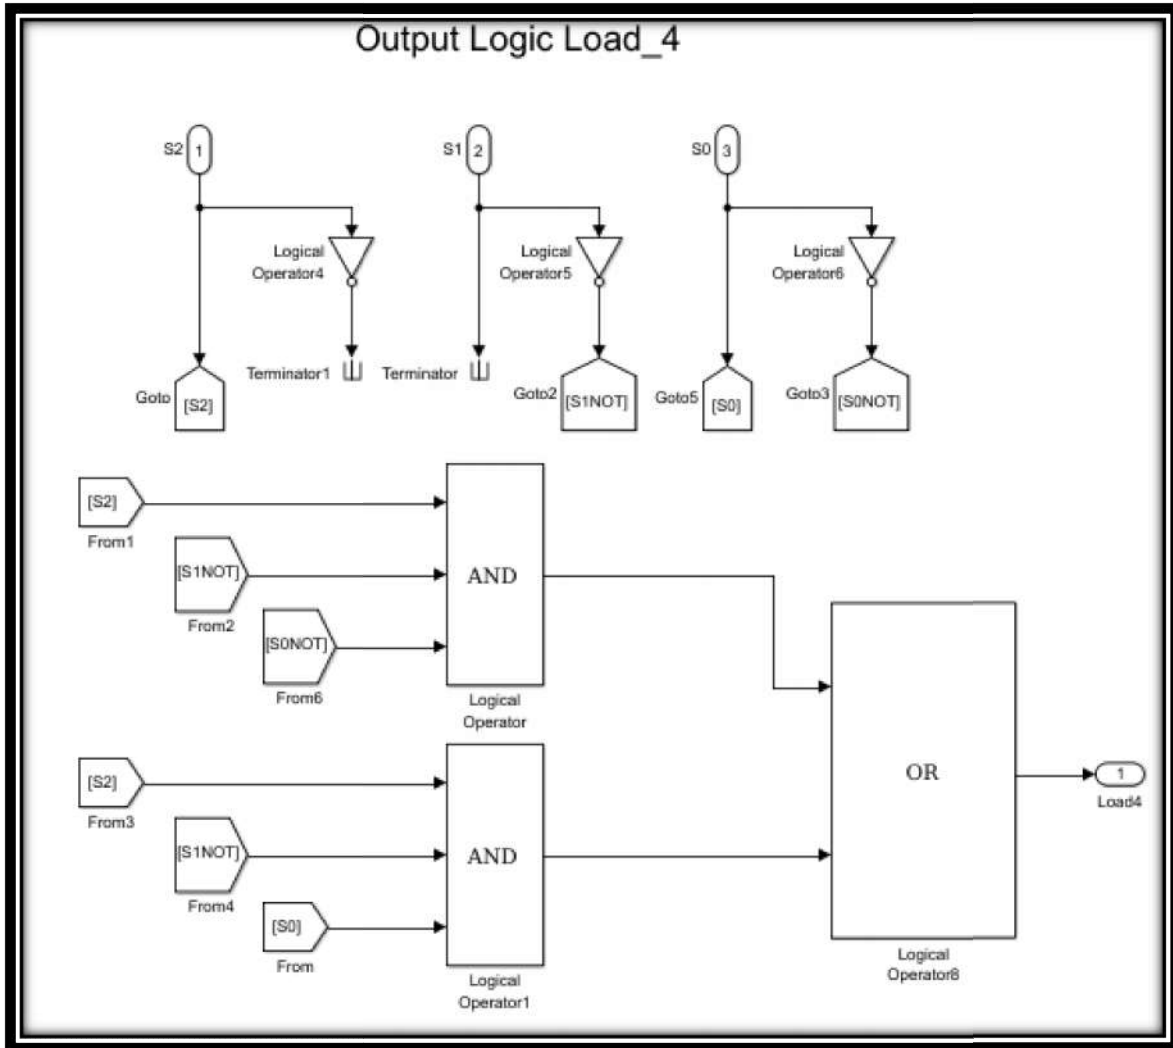 Output Logic Load_4
S2
1
S1
2
S0
3
Logical
Operator4
Logical
Operator5
Logical
Operator6
Terminator1
Terminator
Goto
[S2]
Goto2
[S1NOT]
Goto5
[S0]
Goto3
[S0NOT]
[S2]
From1
[S1NOT]
From2
[S0NOT]
From6
AND
Logical
Operator
[S2]
From3
[S1NOT]
From4
[S0]
From
AND
Logical
Operator1
OR
Logical
Operator8
1
Load4